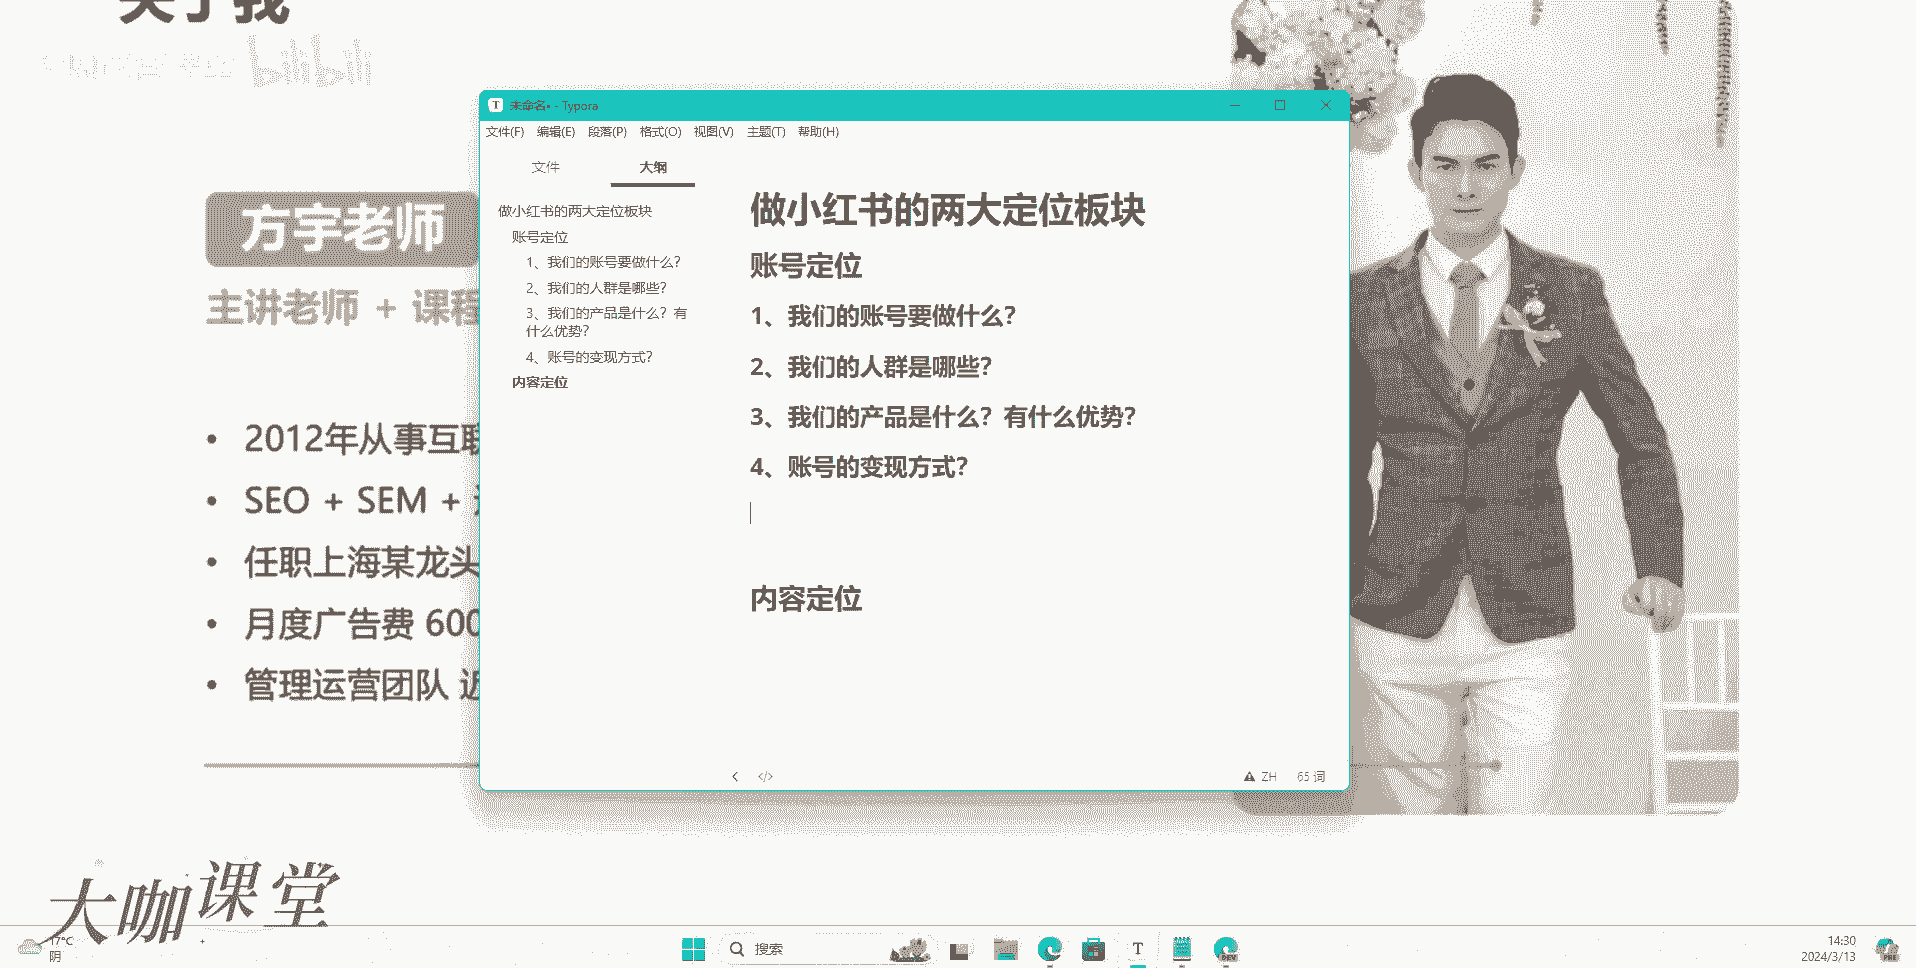 关于我
bilibili
方宇老师
主讲老师 + 课程
2012年从事互联
SEO + SEM +
任职上海某龙头
月度广告费 600
管理运营团队 近
大咖课堂
未命名• - Typora
文件(F) 编辑(E) 段落(P) 格式(O) 视图(V) 主题(T) 帮助(H)
文件 大纲
做小红书的两大定位板块
账号定位
1、我们的账号要做什么？
2、我们的人群是哪些？
3、我们的产品是什么？有
什么优势？
4、账号的变现方式？
内容定位
做小红书的两大定位板块
账号定位
1、我们的账号要做什么？
2、我们的人群是哪些？
3、我们的产品是什么？有什么优势？
4、账号的变现方式？
内容定位
ZH 65 词
17°C
阴
搜索
DEV
14:30
2024/3/13
PRE